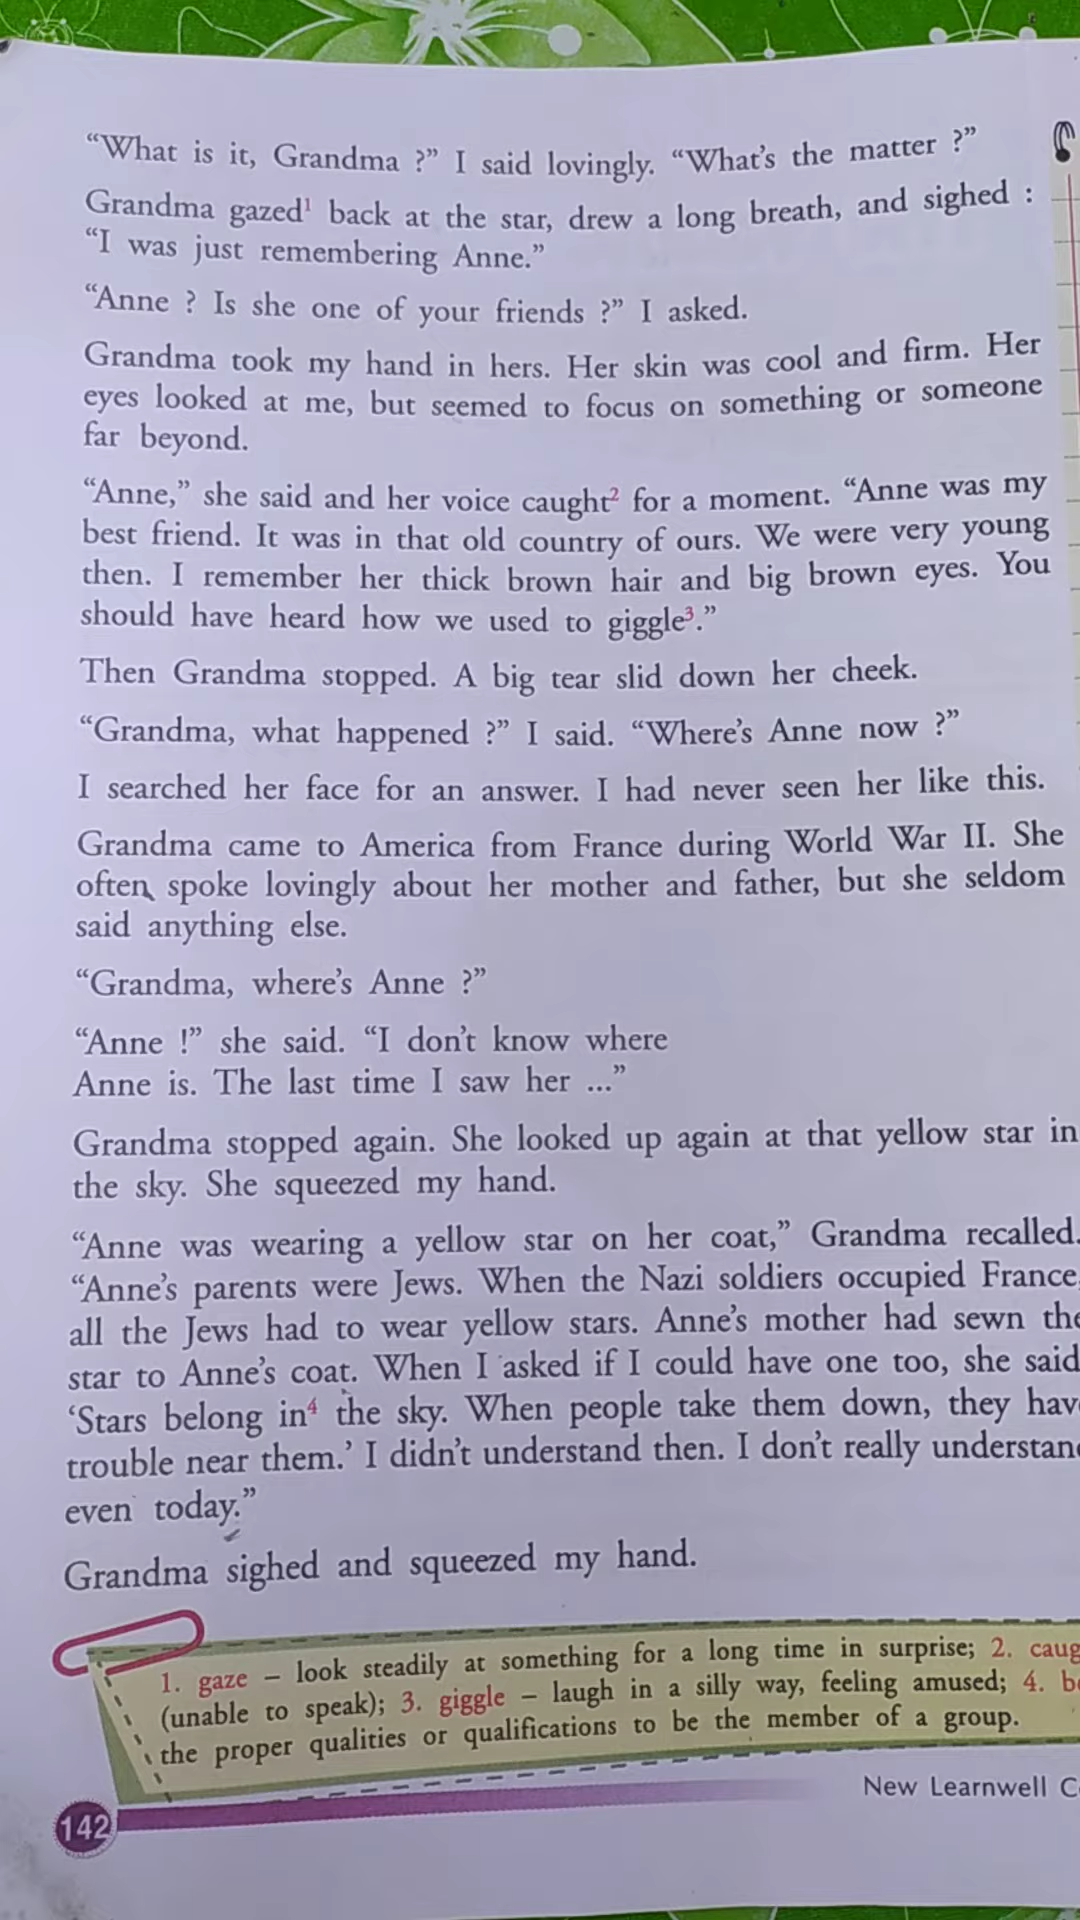 “What is it, Grandma ?” I said lovingly. “What’s the matter ?”
Grandma gazed¹ back at the star, drew a long breath, and sighed :
“I was just remembering Anne.”
“Anne ? Is she one of your friends ?” I asked.
Grandma took my hand in hers. Her skin was cool and firm. Her
eyes looked at me, but seemed to focus on something or someone
far beyond.
“Anne,” she said and her voice caught² for a moment. “Anne was my
best friend. It was in that old country of ours. We were very young
then. I remember her thick brown hair and big brown eyes. You
should have heard how we used to giggle³.”
Then Grandma stopped. A big tear slid down her cheek.
“Grandma, what happened ?” I said. “Where’s Anne now ?”
I searched her face for an answer. I had never seen her like this.
Grandma came to America from France during World War II. She
often spoke lovingly about her mother and father, but she seldom
said anything else.
“Grandma, where’s Anne ?”
“Anne !” she said. “I don’t know where
Anne is. The last time I saw her ...”
Grandma stopped again. She looked up again at that yellow star in
the sky. She squeezed my hand.
“Anne was wearing a yellow star on her coat,” Grandma recalled.
“Anne’s parents were Jews. When the Nazi soldiers occupied France,
all the Jews had to wear yellow stars. Anne’s mother had sewn the
star to Anne’s coat. When I asked if I could have one too, she said
‘Stars belong in⁴ the sky. When people take them down, they hav
trouble near them.’ I didn’t understand then. I don’t really understan
even today.”
Grandma sighed and squeezed my hand.
1. gaze – look steadily at something for a long time in surprise; 2. caug
(unable to speak); 3. giggle – laugh in a silly way, feeling amused; 4. b
the proper qualities or qualifications to be the member of a group.
New Learnwell C
142